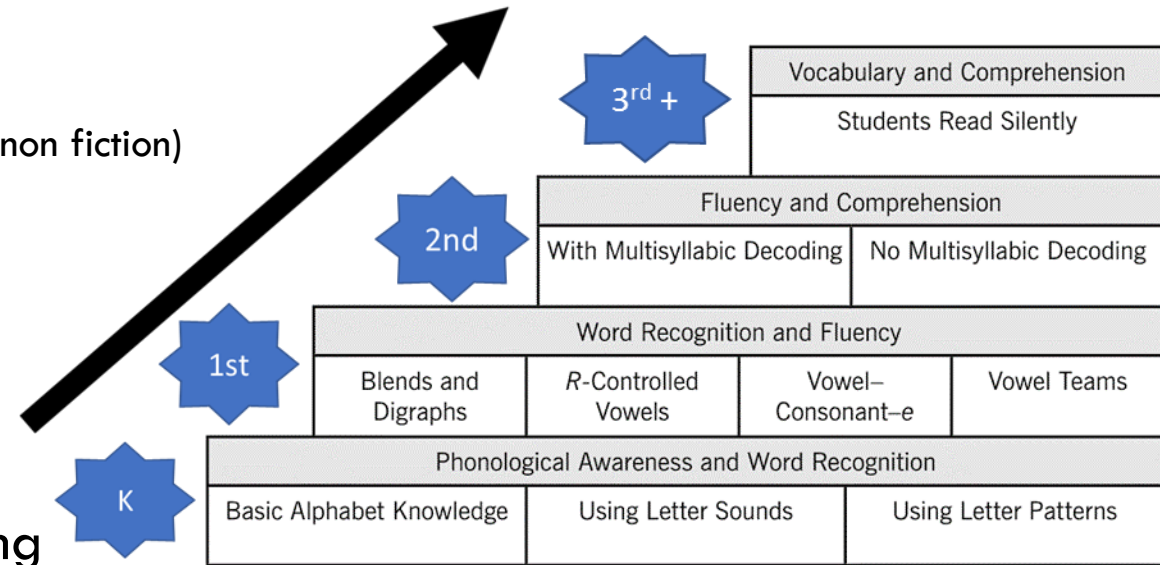 3rd +
Vocabulary and Comprehension
Students Read Silently
non fiction)
2nd
Fluency and Comprehension
With Multisyllabic Decoding
No Multisyllabic Decoding
1st
Word Recognition and Fluency
Blends and
Digraphs
R-Controlled
Vowels
Vowel–
Consonant–e
Vowel Teams
K
Phonological Awareness and Word Recognition
Basic Alphabet Knowledge
Using Letter Sounds
Using Letter Patterns
ng